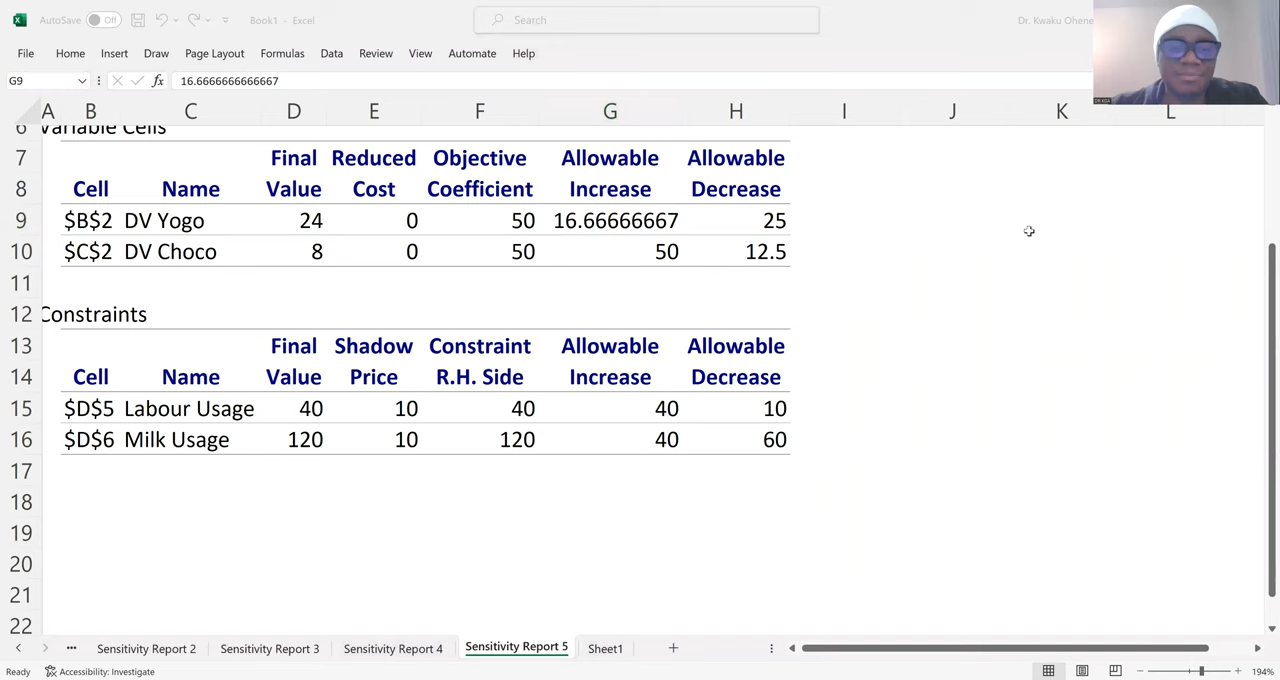 AutoSave Off Book1 - Excel Search Dr. Kwaku Ohene
File Home Insert Draw Page Layout Formulas Data Review View Automate Help
G9 fx 16.6666666666667
A B C D E F G H I J K L
6 Variable Cells
7 Final Reduced Objective Allowable Allowable
8 Cell Name Value Cost Coefficient Increase Decrease
9 $B$2 DV Yogo 24 0 50 16.66666667 25
10 $C$2 DV Choco 8 0 50 50 12.5
11
12 Constraints
13 Final Shadow Constraint Allowable Allowable
14 Cell Name Value Price R.H. Side Increase Decrease
15 $D$5 Labour Usage 40 10 40 40 10
16 $D$6 Milk Usage 120 10 120 40 60
17
18
19
20
21
22
... Sensitivity Report 2 Sensitivity Report 3 Sensitivity Report 4 Sensitivity Report 5 Sheet1 +
Ready Accessibility: Investigate 194%